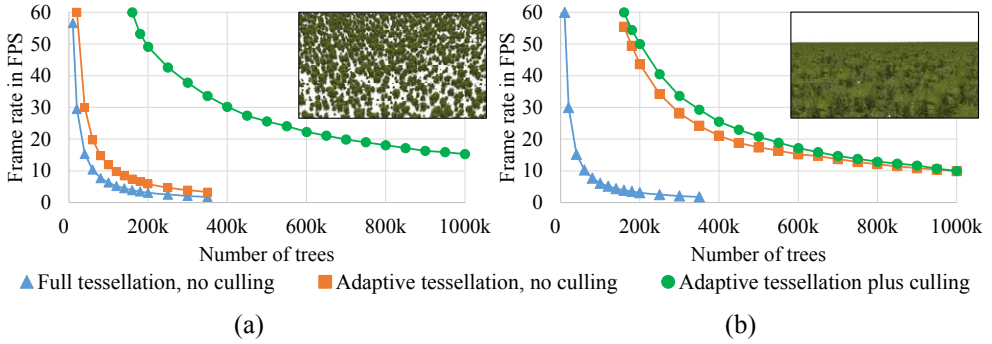 60
50
40
30
20
10
0
Frame rate in FPS
0 200k 400k 600k 800k 1000k
Number of trees
60
50
40
30
20
10
0
Frame rate in FPS
0 200k 400k 600k 800k 1000k
Number of trees
Full tessellation, no culling Adaptive tessellation, no culling Adaptive tessellation plus culling
(a) (b)